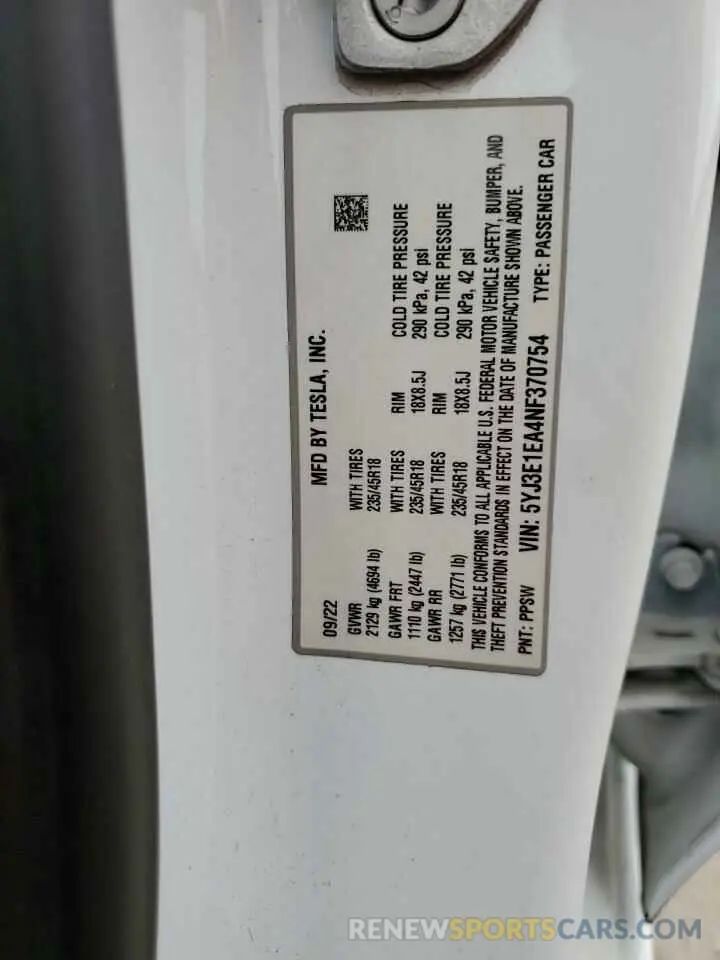 MFD BY TESLA, INC.
09/22
GVWR
2129 kg (4694 lb)
WITH TIRES
235/45R18
GAWR FRT WITH TIRES RIM COLD TIRE PRESSURE
1110 kg (2447 lb) 235/45R18 18X8.5J 290 kPa, 42 psi
GAWR RR WITH TIRES RIM COLD TIRE PRESSURE
1257 kg (2771 lb) 235/45R18 18X8.5J 290 kPa, 42 psi
THIS VEHICLE CONFORMS TO ALL APPLICABLE U.S. FEDERAL MOTOR VEHICLE SAFETY, BUMPER, AND
THEFT PREVENTION STANDARDS IN EFFECT ON THE DATE OF MANUFACTURE SHOWN ABOVE.
PNT: PPSW VIN: 5YJ3E1EA4NF370754 TYPE: PASSENGER CAR
RENEWSPORTSCARS.COM